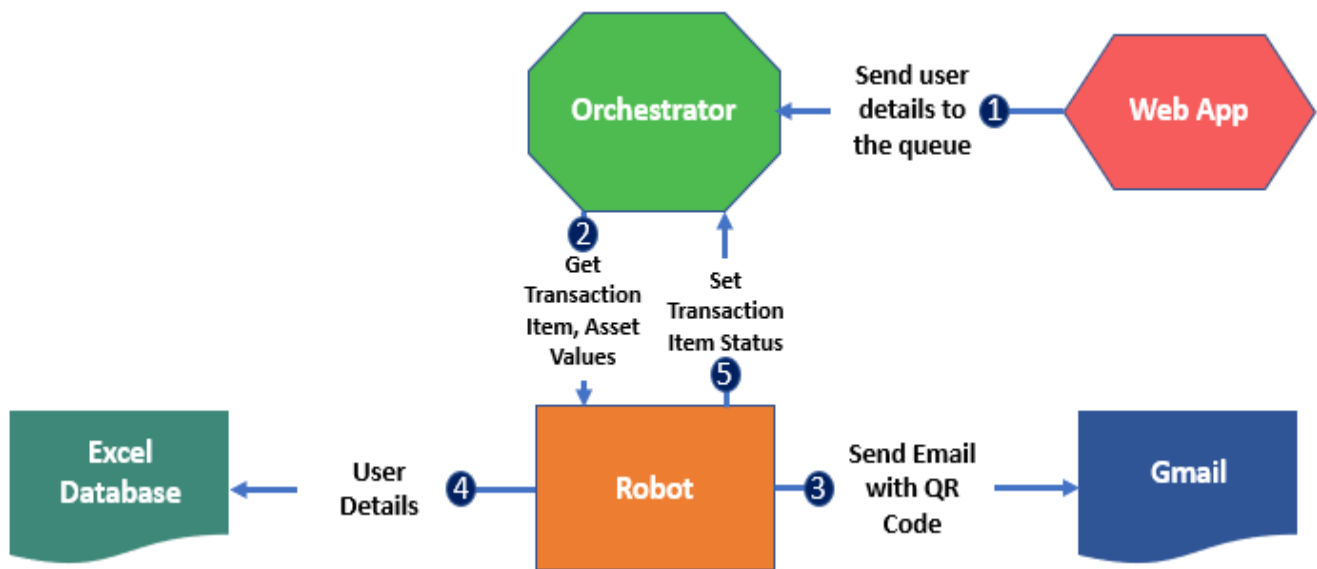 Orchestrator
Send user
details to
the queue
1
Web App
2
Get
Transaction
Item, Asset
Values
Set
Transaction
Item Status
5
Excel
Database
User
Details
4
Robot
3
Send Email
with QR
Code
Gmail